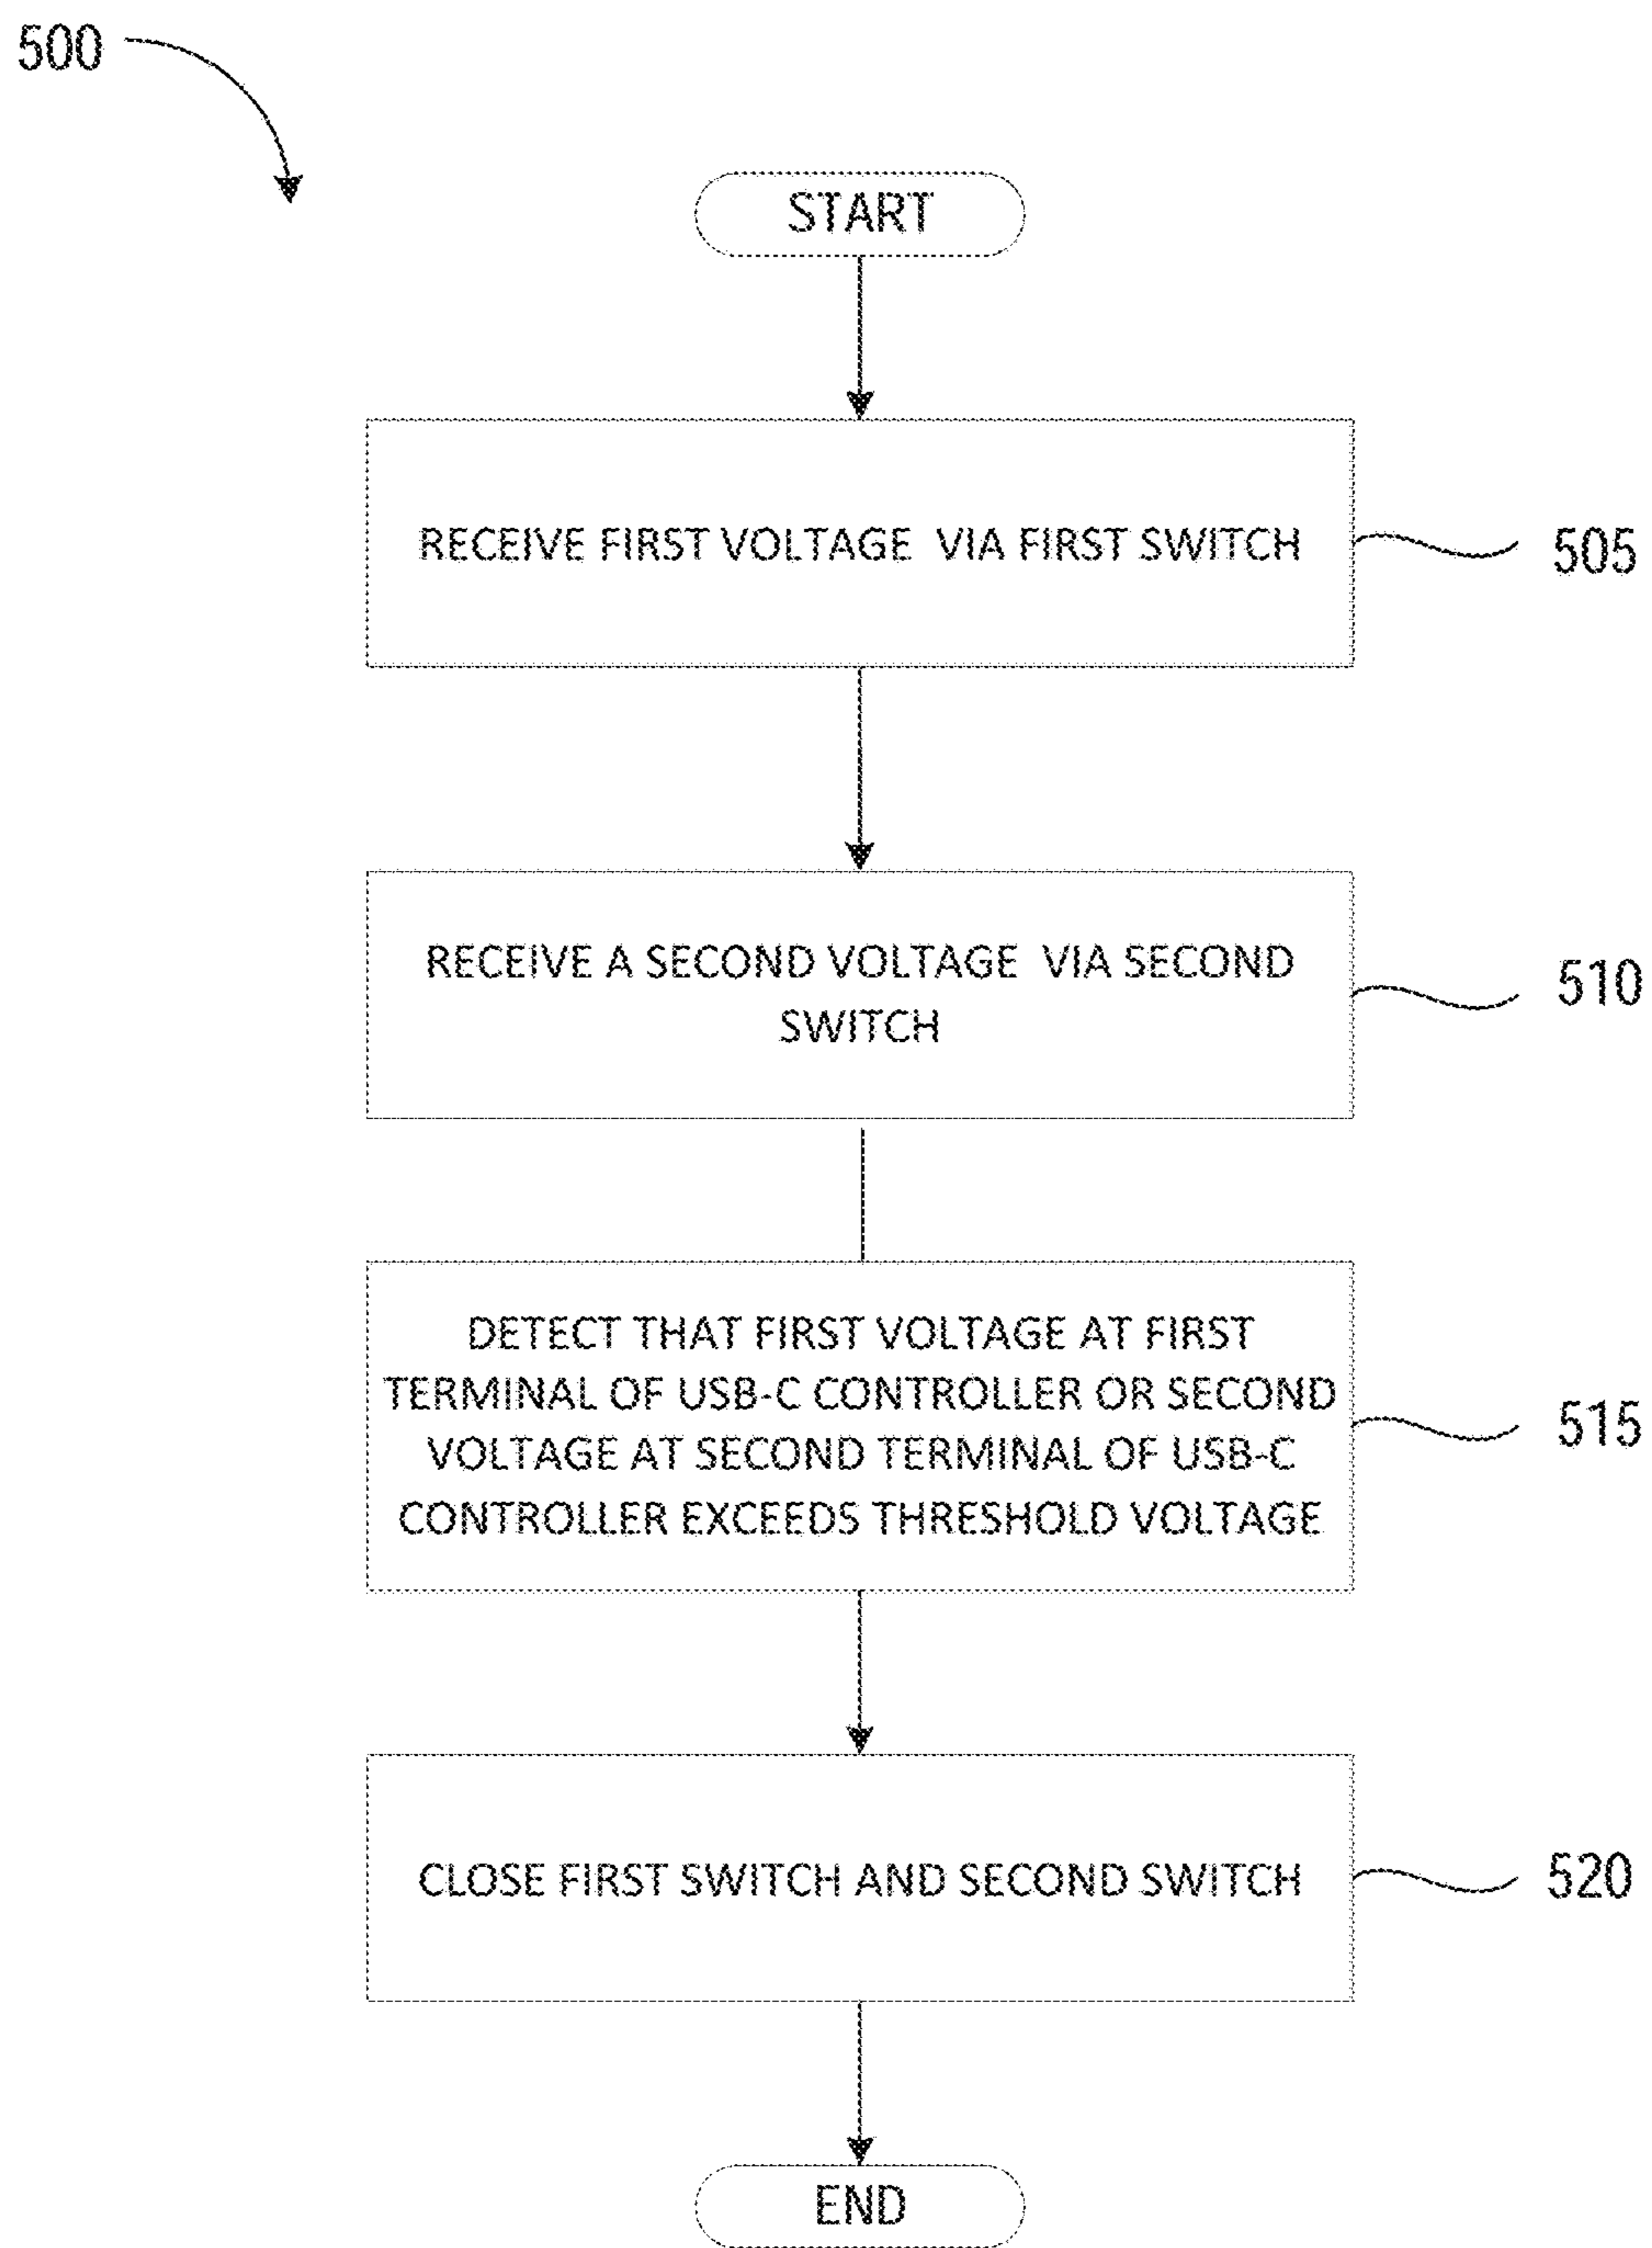 500
START
RECEIVE FIRST VOLTAGE VIA FIRST SWITCH
505
RECEIVE A SECOND VOLTAGE VIA SECOND
SWITCH
510
DETECT THAT FIRST VOLTAGE AT FIRST
TERMINAL OF USB-C CONTROLLER OR SECOND
VOLTAGE AT SECOND TERMINAL OF USB-C
CONTROLLER EXCEEDS THRESHOLD VOLTAGE
515
CLOSE FIRST SWITCH AND SECOND SWITCH
520
END